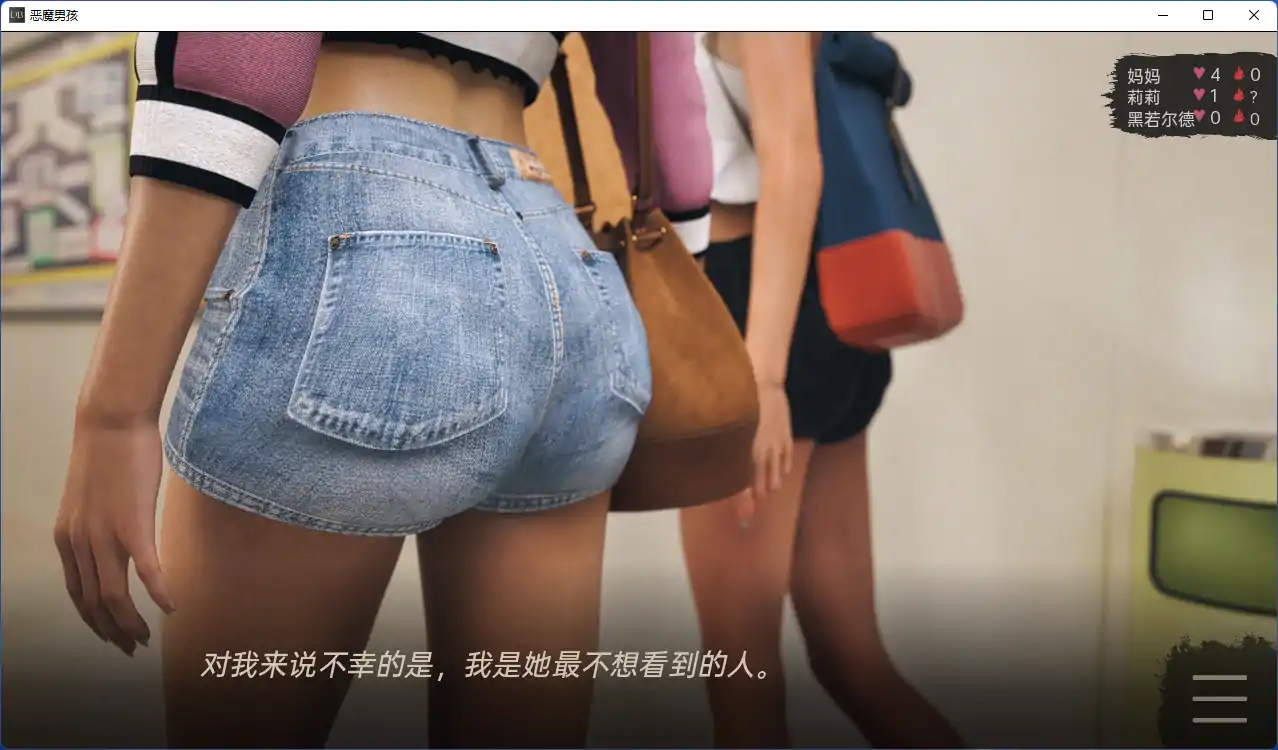 DB 恶魔男孩
妈妈 4 0
莉莉 1 ?
黑若尔德 0 0
对我来说不幸的是，我是她最不想看到的人。